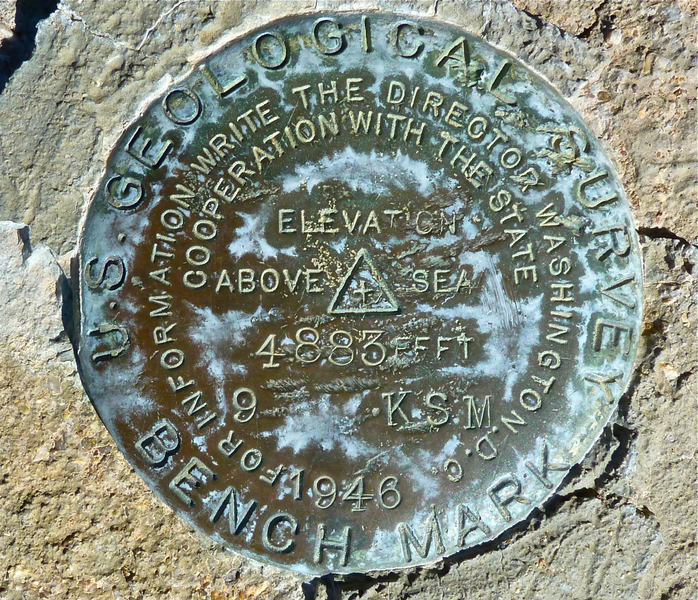 U.S. GEOLOGICAL SURVEY
FOR INFORMATION WRITE THE DIRECTOR WASHINGTON. D.C.
COOPERATION WITH THE STATE
ELEVATION
ABOVE SEA
4883 FEET
9 KSM
1946
BENCH MARK